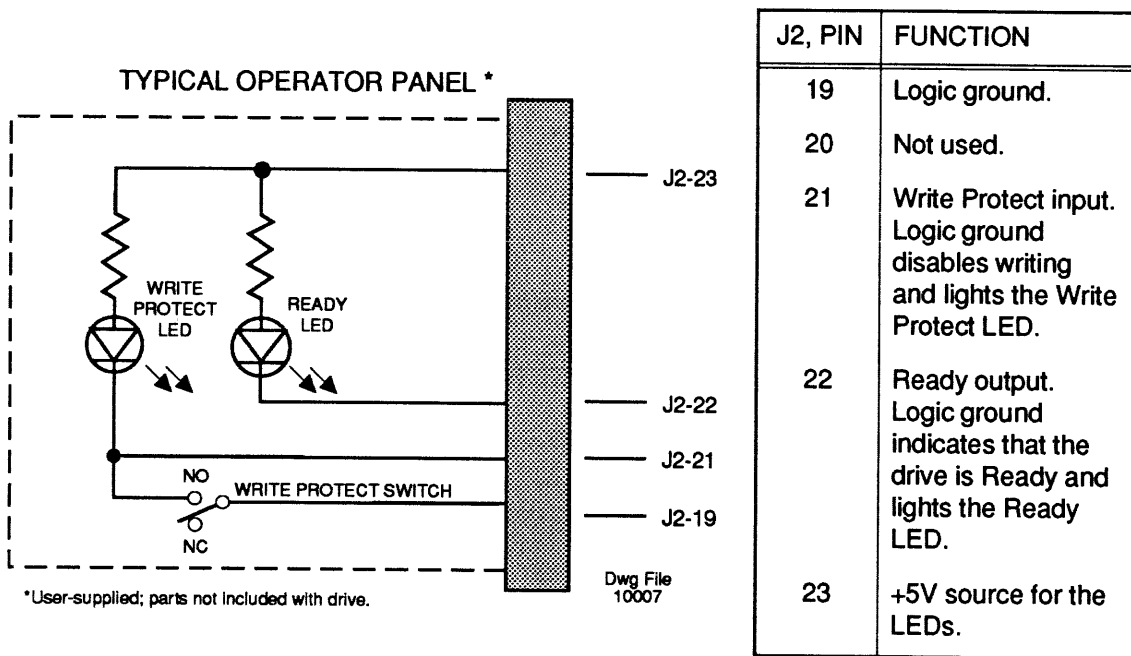 TYPICAL OPERATOR PANEL *
WRITE
PROTECT
LED
READY
LED
J2-23
J2-22
J2-21
NO
WRITE PROTECT SWITCH
J2-19
NC
*User-supplied; parts not included with drive.
Dwg File
10007
J2, PIN FUNCTION
19 Logic ground.
20 Not used.
21 Write Protect input.
Logic ground
disables writing
and lights the Write
Protect LED.
22 Ready output.
Logic ground
indicates that the
drive is Ready and
lights the Ready
LED.
23 +5V source for the
LEDs.